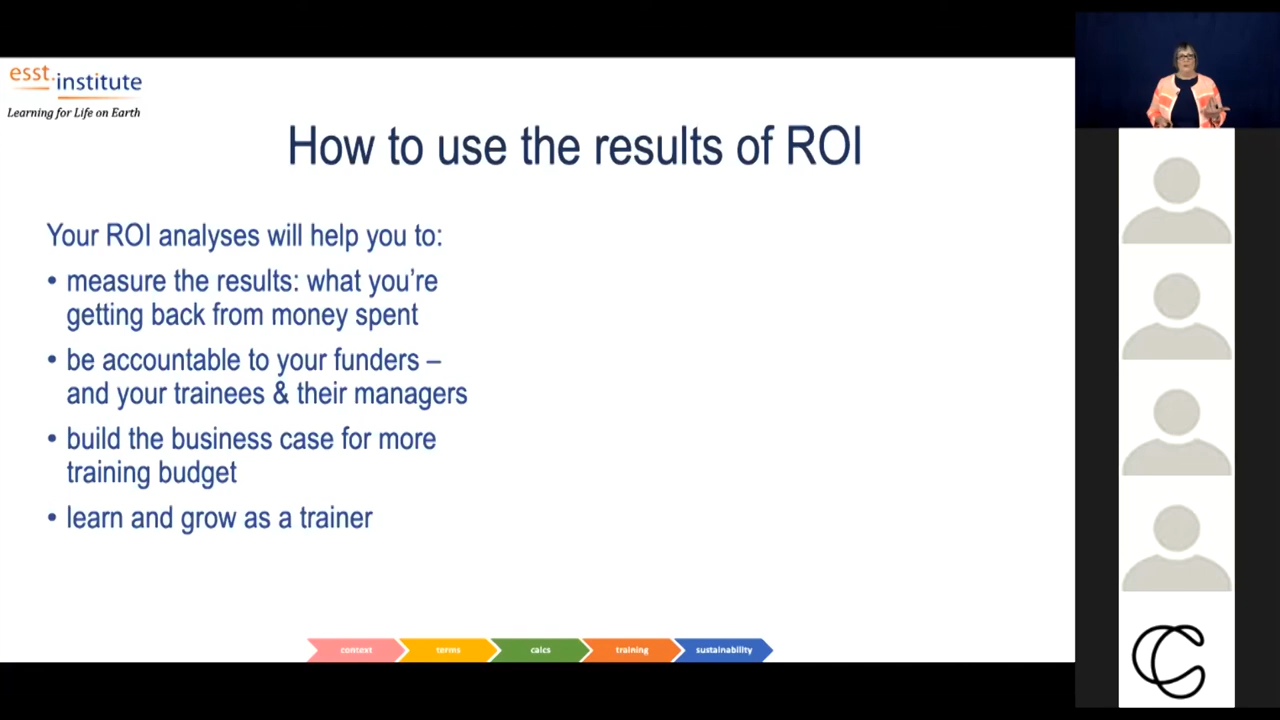 esst.institute
Learning for Life on Earth
How to use the results of ROI
Your ROI analyses will help you to:
• measure the results: what you’re
getting back from money spent
• be accountable to your funders –
and your trainees & their managers
• build the business case for more
training budget
• learn and grow as a trainer
context terms calcs training sustainability